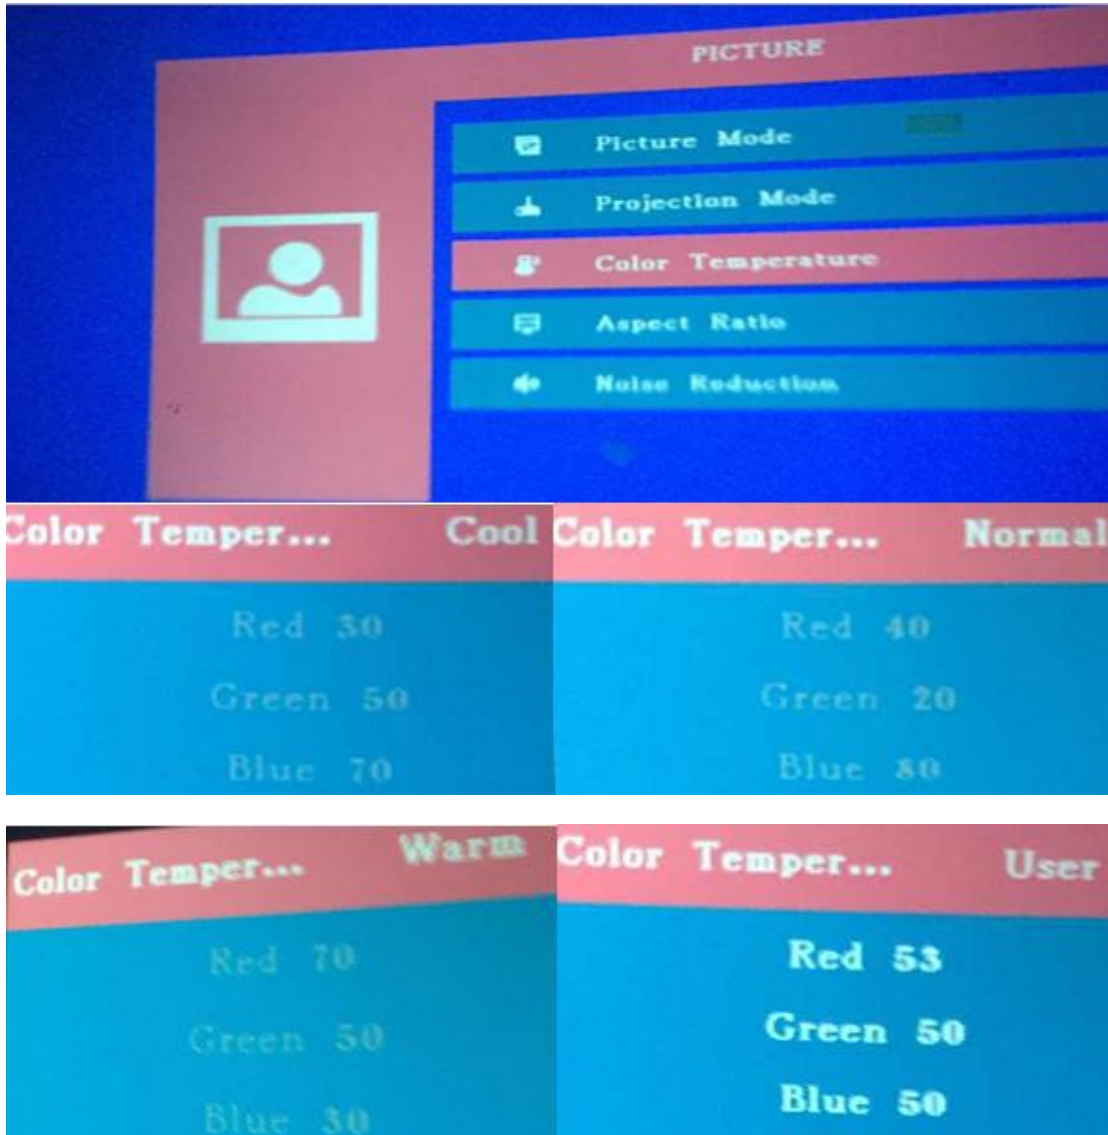 PICTURE
Picture Mode
Projection Mode
Color Temperature
Aspect Ratio
Noise Reduction
Color Temper... Cool
Red 30
Green 50
Blue 70
Color Temper... Normal
Red 40
Green 20
Blue 80
Color Temper... Warm
Red 70
Green 50
Blue 30
Color Temper... User
Red 53
Green 50
Blue 50